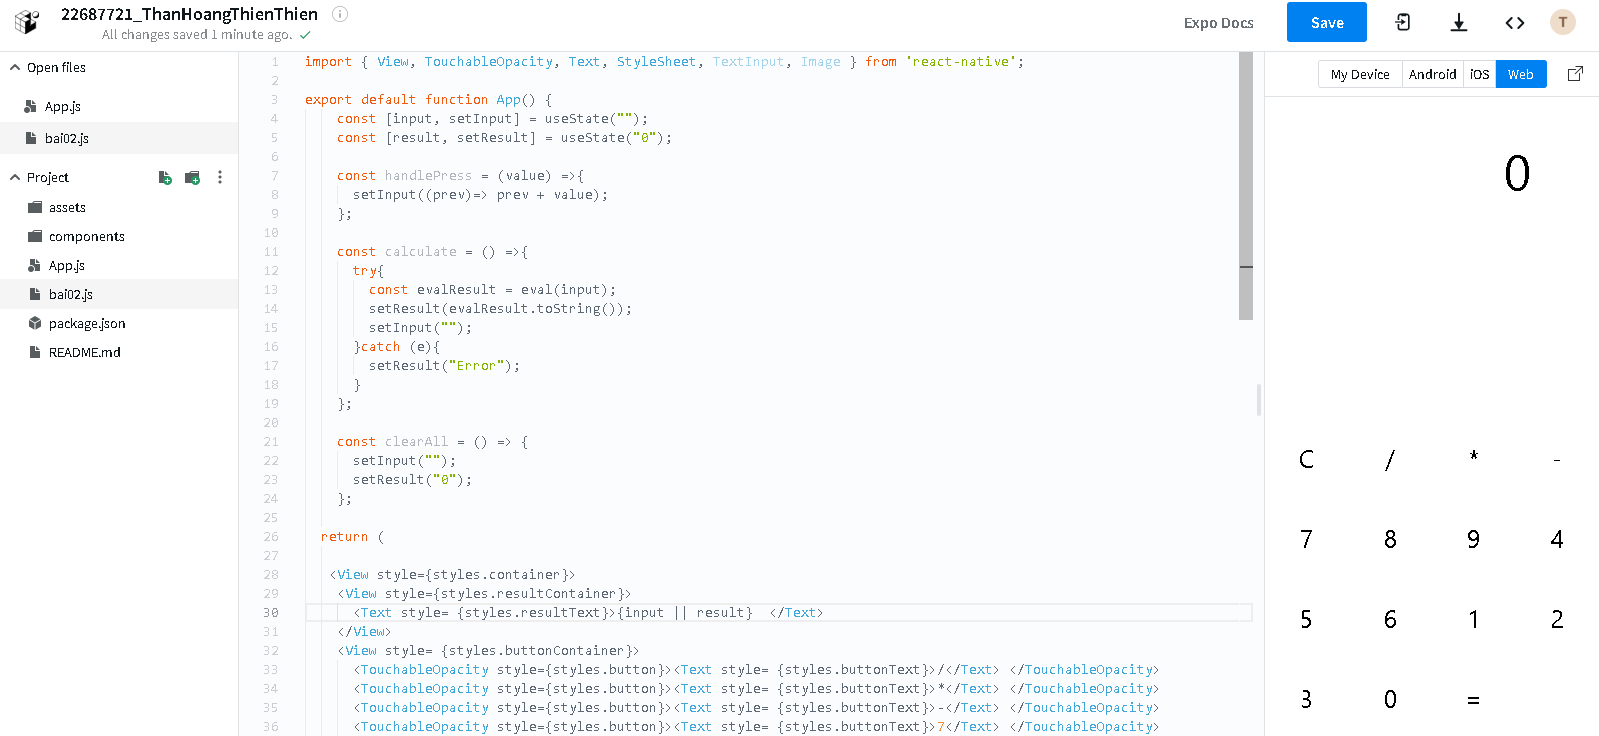 22687721_ThanHoangThienThien
All changes saved 1 minute ago.
Expo Docs
Save
T
Open files
App.js
bai02.js
Project
assets
components
App.js
bai02.js
package.json
README.md
1 import { View, TouchableOpacity, Text, StyleSheet, TextInput, Image } from 'react-native';
2
3 export default function App() {
4 const [input, setInput] = useState("");
5 const [result, setResult] = useState("0");
6
7 const handlePress = (value) =>{
8 setInput((prev)=> prev + value);
9 };
10
11 const calculate = () =>{
12 try{
13 const evalResult = eval(input);
14 setResult(evalResult.toString());
15 setInput("");
16 }catch (e){
17 setResult("Error");
18 }
19 };
20
21 const clearAll = () => {
22 setInput("");
23 setResult("0");
24 };
25
26 return (
27
28 <View style={styles.container}>
29 <View style={styles.resultContainer}>
30 <Text style= {styles.resultText}>{input || result}  </Text>
31 </View>
32 <View style= {styles.buttonContainer}>
33 <TouchableOpacity style={styles.button}><Text style= {styles.buttonText}>/</Text> </TouchableOpacity>
34 <TouchableOpacity style={styles.button}><Text style= {styles.buttonText}>*</Text> </TouchableOpacity>
35 <TouchableOpacity style={styles.button}><Text style= {styles.buttonText}>-</Text> </TouchableOpacity>
36 <TouchableOpacity style={styles.button}><Text style= {styles.buttonText}>7</Text> </TouchableOpacity>
My Device Android iOS Web
0
C / * -
7 8 9 4
5 6 1 2
3 0 =